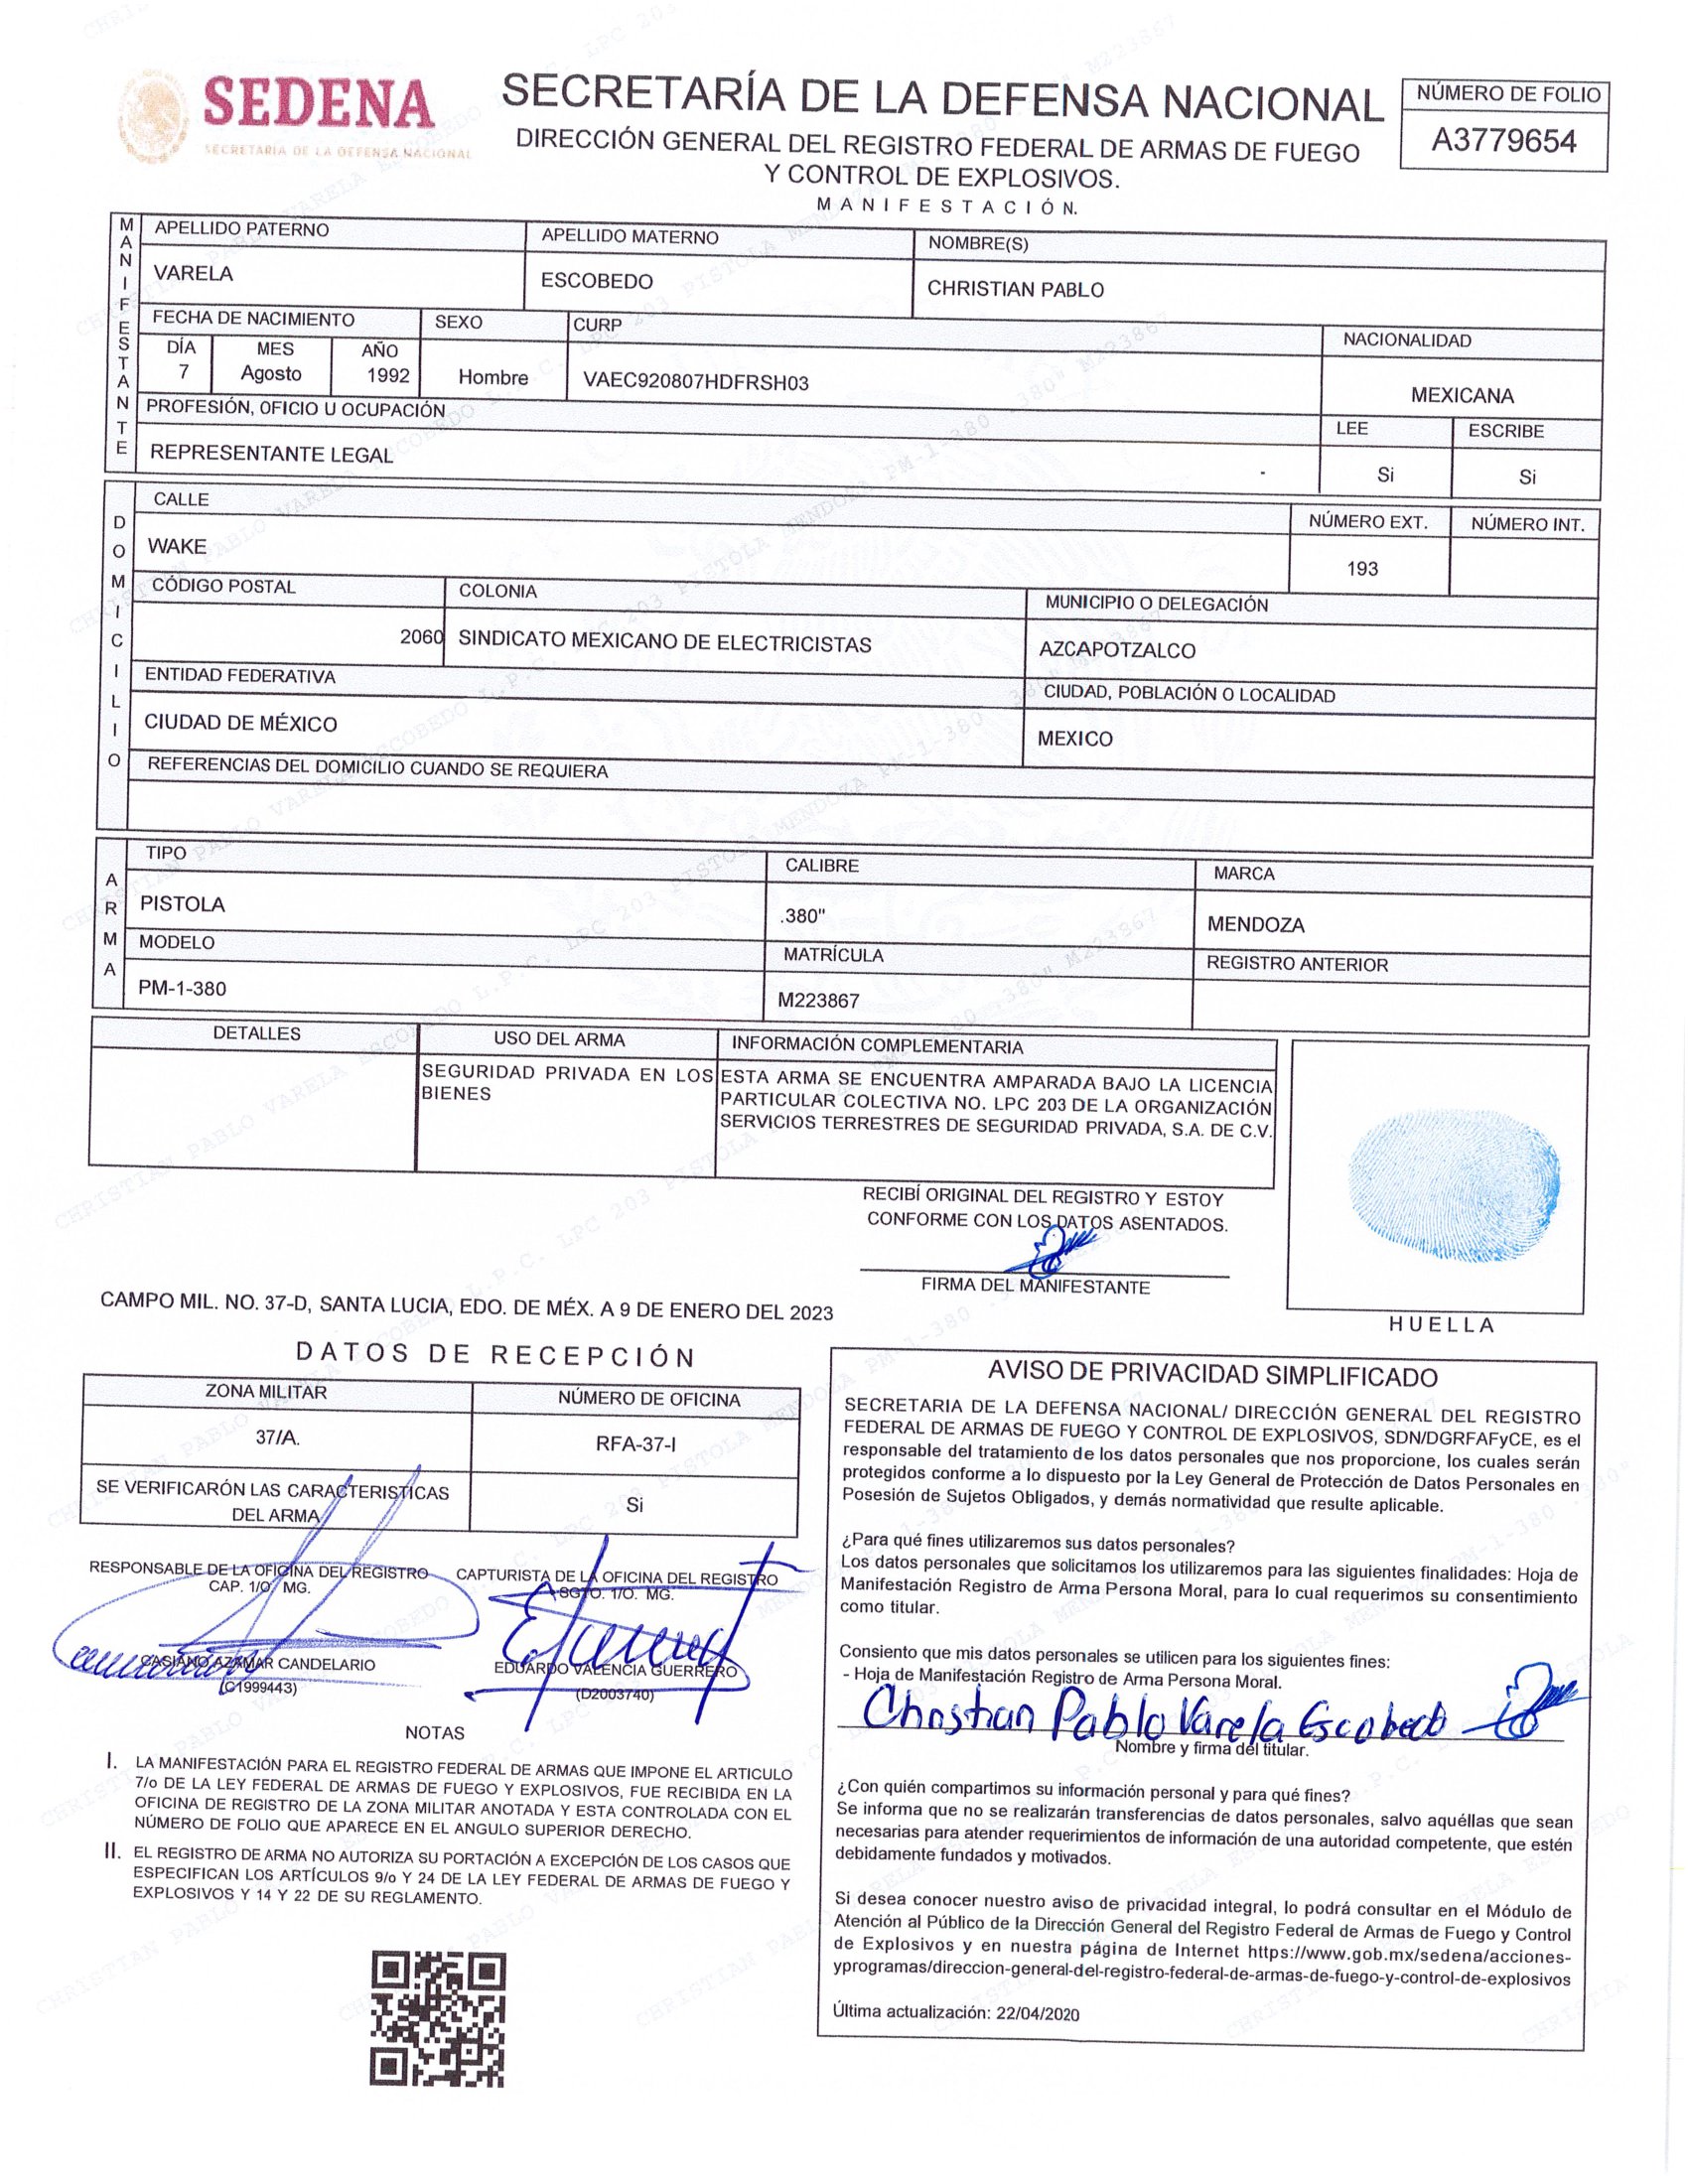 SEDENA
SECRETARÍA DE LA DEFENSA NACIONAL
SECRETARÍA DE LA DEFENSA NACIONAL
DIRECCIÓN GENERAL DEL REGISTRO FEDERAL DE ARMAS DE FUEGO
Y CONTROL DE EXPLOSIVOS.
MANIFESTACIÓN.
NÚMERO DE FOLIO
A3779654
MANIFESTANTE
APELLIDO PATERNO
APELLIDO MATERNO
NOMBRE(S)
VARELA
ESCOBEDO
CHRISTIAN PABLO
FECHA DE NACIMIENTO
SEXO
CURP
NACIONALIDAD
DÍA
MES
AÑO
7
Agosto
1992
Hombre
VAEC920807HDFRSH03
MEXICANA
PROFESIÓN, OFICIO U OCUPACIÓN
LEE
ESCRIBE
REPRESENTANTE LEGAL
Si
Si
DOMICILIO
CALLE
NÚMERO EXT.
NÚMERO INT.
WAKE
193
CÓDIGO POSTAL
COLONIA
MUNICIPIO O DELEGACIÓN
2060
SINDICATO MEXICANO DE ELECTRICISTAS
AZCAPOTZALCO
ENTIDAD FEDERATIVA
CIUDAD, POBLACIÓN O LOCALIDAD
CIUDAD DE MÉXICO
MEXICO
REFERENCIAS DEL DOMICILIO CUANDO SE REQUIERA
ARMA
TIPO
CALIBRE
MARCA
PISTOLA
.380"
MENDOZA
MODELO
MATRÍCULA
REGISTRO ANTERIOR
PM-1-380
M223867
DETALLES
USO DEL ARMA
INFORMACIÓN COMPLEMENTARIA
SEGURIDAD PRIVADA EN LOS
BIENES
ESTA ARMA SE ENCUENTRA AMPARADA BAJO LA LICENCIA
PARTICULAR COLECTIVA NO. LPC 203 DE LA ORGANIZACIÓN
SERVICIOS TERRESTRES DE SEGURIDAD PRIVADA, S.A. DE C.V.
RECIBÍ ORIGINAL DEL REGISTRO Y ESTOY
CONFORME CON LOS DATOS ASENTADOS.
FIRMA DEL MANIFESTANTE
HUELLA
CAMPO MIL. NO. 37-D, SANTA LUCIA, EDO. DE MÉX. A 9 DE ENERO DEL 2023
DATOS DE RECEPCIÓN
ZONA MILITAR
NÚMERO DE OFICINA
37/A.
RFA-37-I
SE VERIFICARÓN LAS CARACTERISTICAS
DEL ARMA
Si
RESPONSABLE DE LA OFICINA DEL REGISTRO
CAP. 1/O. MG.
CASIANO AZAMAR CANDELARIO
(C1999443)
CAPTURISTA DE LA OFICINA DEL REGISTRO
SGTO. 1/O. MG.
EDUARDO VALENCIA GUERRERO
(D2003740)
NOTAS
I. LA MANIFESTACIÓN PARA EL REGISTRO FEDERAL DE ARMAS QUE IMPONE EL ARTICULO
7/o DE LA LEY FEDERAL DE ARMAS DE FUEGO Y EXPLOSIVOS, FUE RECIBIDA EN LA
OFICINA DE REGISTRO DE LA ZONA MILITAR ANOTADA Y ESTA CONTROLADA CON EL
NÚMERO DE FOLIO QUE APARECE EN EL ANGULO SUPERIOR DERECHO.
II. EL REGISTRO DE ARMA NO AUTORIZA SU PORTACIÓN A EXCEPCIÓN DE LOS CASOS QUE
ESPECIFICAN LOS ARTÍCULOS 9/o Y 24 DE LA LEY FEDERAL DE ARMAS DE FUEGO Y
EXPLOSIVOS Y 14 Y 22 DE SU REGLAMENTO.
AVISO DE PRIVACIDAD SIMPLIFICADO
SECRETARIA DE LA DEFENSA NACIONAL/ DIRECCIÓN GENERAL DEL REGISTRO
FEDERAL DE ARMAS DE FUEGO Y CONTROL DE EXPLOSIVOS, SDN/DGRFAFyCE, es el
responsable del tratamiento de los datos personales que nos proporcione, los cuales serán
protegidos conforme a lo dispuesto por la Ley General de Protección de Datos Personales en
Posesión de Sujetos Obligados, y demás normatividad que resulte aplicable.
¿Para qué fines utilizaremos sus datos personales?
Los datos personales que solicitamos los utilizaremos para las siguientes finalidades: Hoja de
Manifestación Registro de Arma Persona Moral, para lo cual requerimos su consentimiento
como titular.
Consiento que mis datos personales se utilicen para los siguientes fines:
- Hoja de Manifestación Registro de Arma Persona Moral.
Christian Pablo Varela Escobedo
Nombre y firma del titular.
¿Con quién compartimos su información personal y para qué fines?
Se informa que no se realizarán transferencias de datos personales, salvo aquéllas que sean
necesarias para atender requerimientos de información de una autoridad competente, que estén
debidamente fundados y motivados.
Si desea conocer nuestro aviso de privacidad integral, lo podrá consultar en el Módulo de
Atención al Público de la Dirección General del Registro Federal de Armas de Fuego y Control
de Explosivos y en nuestra página de Internet https://www.gob.mx/sedena/acciones-
yprogramas/direccion-general-del-registro-federal-de-armas-de-fuego-y-control-de-explosivos
Última actualización: 22/04/2020